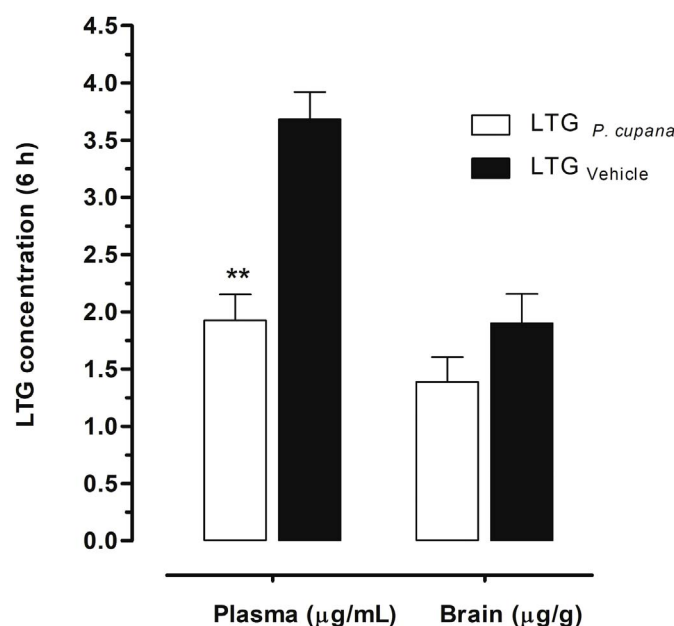 4.5
4.0
3.5
3.0
2.5
2.0
1.5
1.0
0.5
0.0
LTG concentration (6 h)
LTG P. cupana
LTG Vehicle
**
Plasma (μg/mL) Brain (μg/g)